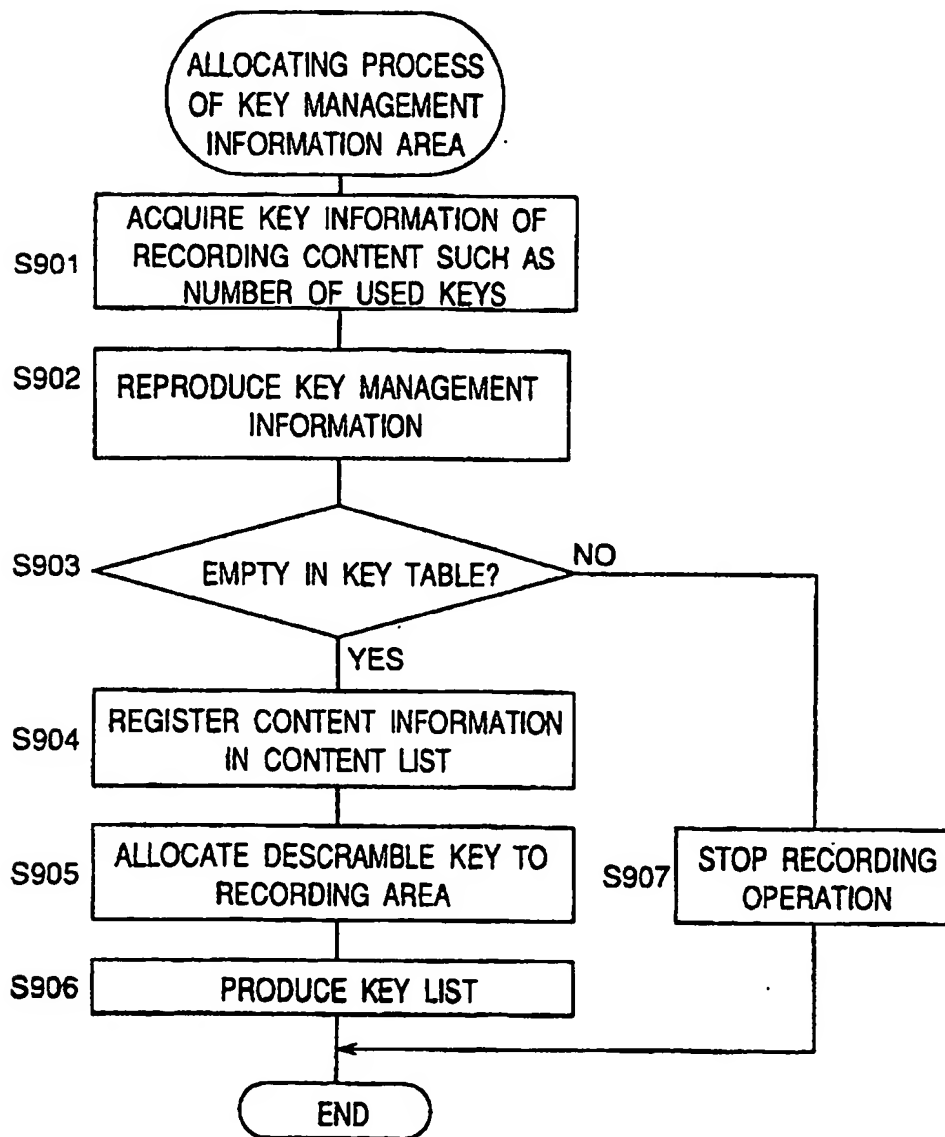 ALLOCATING PROCESS
OF KEY MANAGEMENT
INFORMATION AREA
S901
ACQUIRE KEY INFORMATION OF
RECORDING CONTENT SUCH AS
NUMBER OF USED KEYS
S902
REPRODUCE KEY MANAGEMENT
INFORMATION
S903
EMPTY IN KEY TABLE?
NO
YES
S904
REGISTER CONTENT INFORMATION
IN CONTENT LIST
S905
ALLOCATE DESCRAMBLE KEY TO
RECORDING AREA
S907
STOP RECORDING
OPERATION
S906
PRODUCE KEY LIST
END